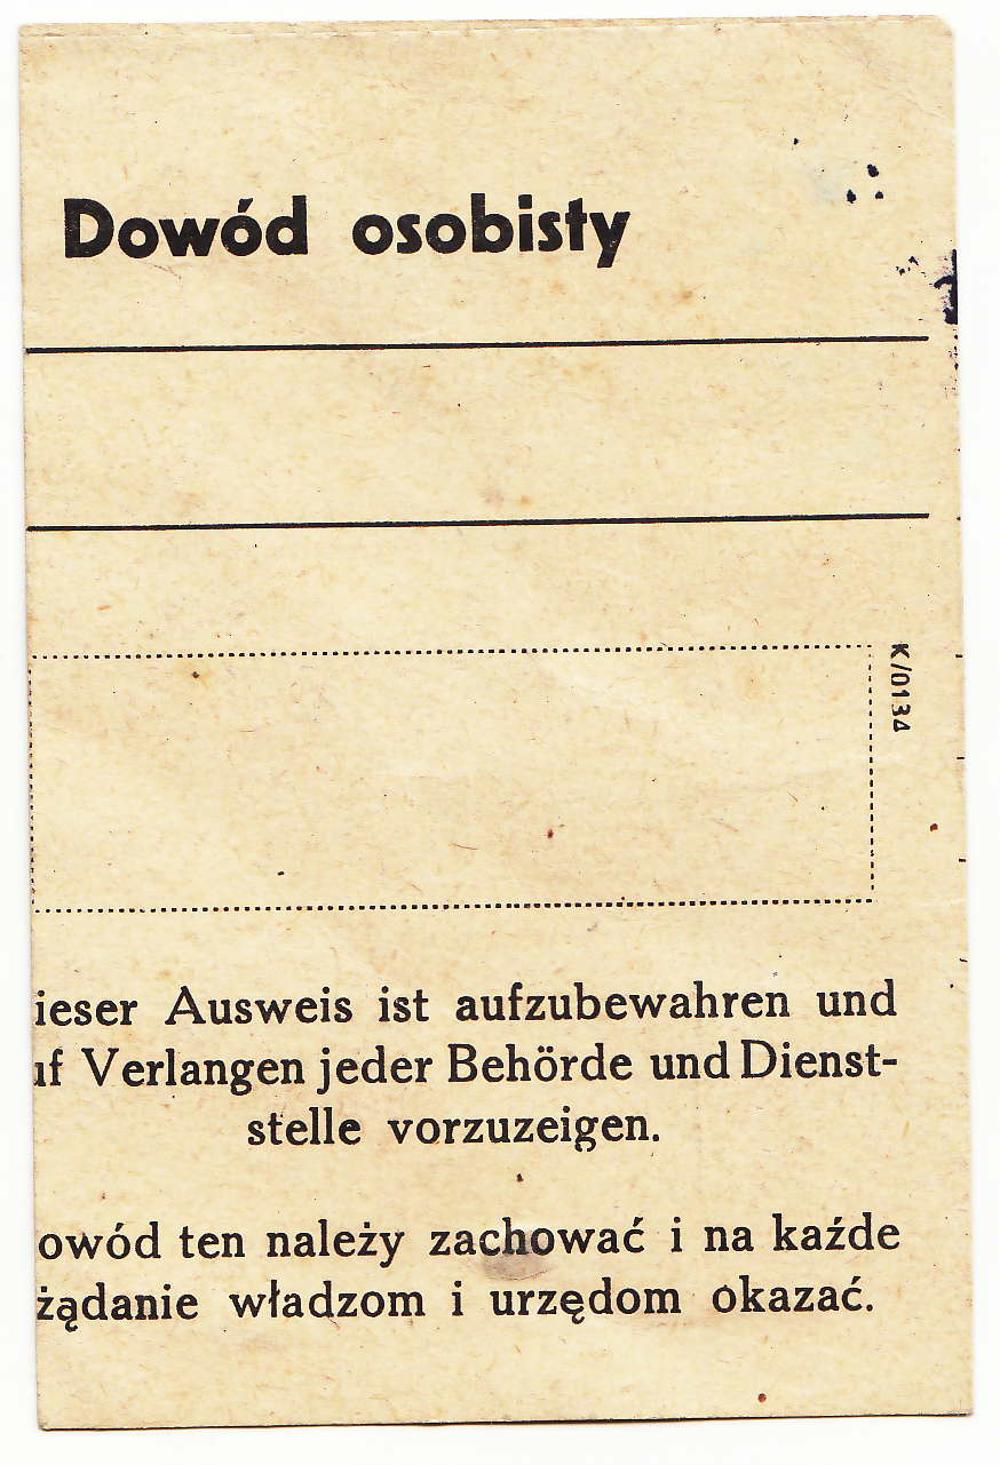 Dowód osobisty
K/0134
ieser Ausweis ist aufzubewahren und
uf Verlangen jeder Behörde und Dienst-
stelle vorzuzeigen.
owód ten należy zachować i na każde
żądanie władzom i urzędom okazać.